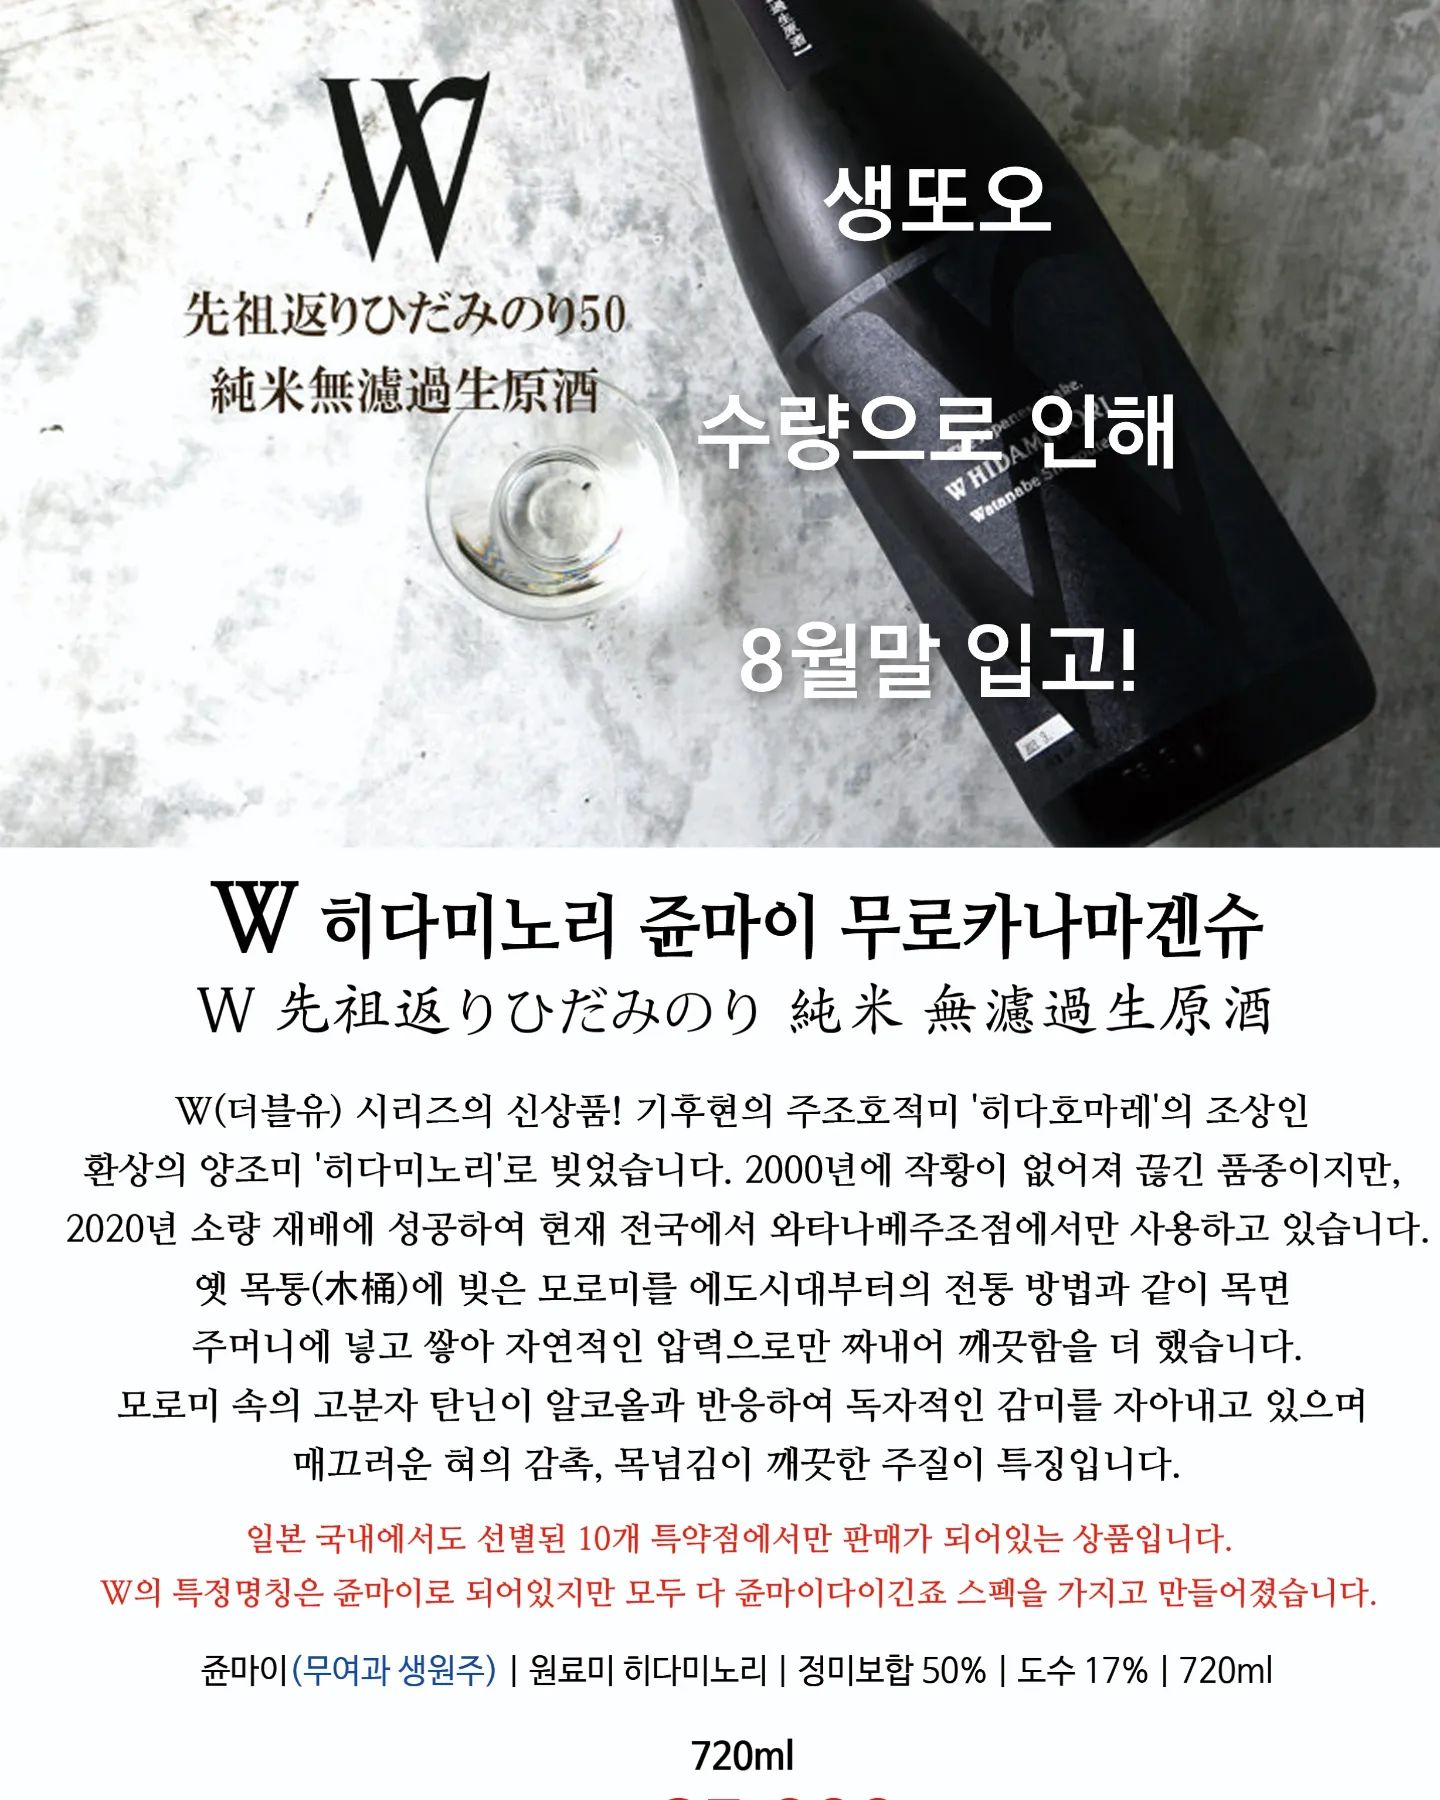 W
先祖返りひだみのり50
純米無濾過生原酒
生原酒】
생또오
수량으로 인해
8월말 입고!
W HIDAMINORI
Watanabe
W 히다미노리 쥰마이 무로카나마겐슈
W 先祖返りひだみのり 純米 無濾過生原酒
W(더블유) 시리즈의 신상품! 기후현의 주조호적미 '히다호마레'의 조상인
환상의 양조미 '히다미노리'로 빚었습니다. 2000년에 작황이 없어져 끊긴 품종이지만,
2020년 소량 재배에 성공하여 현재 전국에서 와타나베주조점에서만 사용하고 있습니다.
옛 목통(木桶)에 빚은 모로미를 에도시대부터의 전통 방법과 같이 목면
주머니에 넣고 쌓아 자연적인 압력으로만 짜내어 깨끗함을 더 했습니다.
모로미 속의 고분자 탄닌이 알코올과 반응하여 독자적인 감미를 자아내고 있으며
매끄러운 혀의 감촉, 목넘김이 깨끗한 주질이 특징입니다.
일본 국내에서도 선별된 10개 특약점에서만 판매가 되어있는 상품입니다.
W의 특정명칭은 쥰마이로 되어있지만 모두 다 쥰마이다이긴죠 스펙을 가지고 만들어졌습니다.
쥰마이(무여과 생원주) | 원료미 히다미노리 | 정미보합 50% | 도수 17% | 720ml
720ml